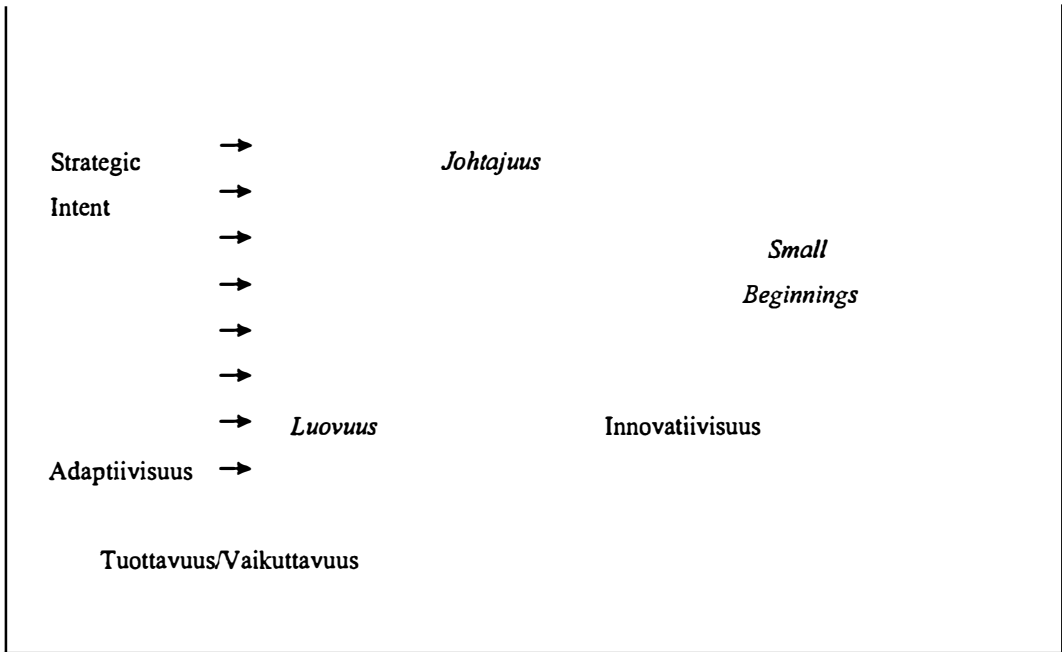 Strategic
Johtajuus
Intent
Small
Beginnings
Luovuus
Innovatiivisuus
Adaptiivisuus
Tuottavuus/Vaikuttavuus